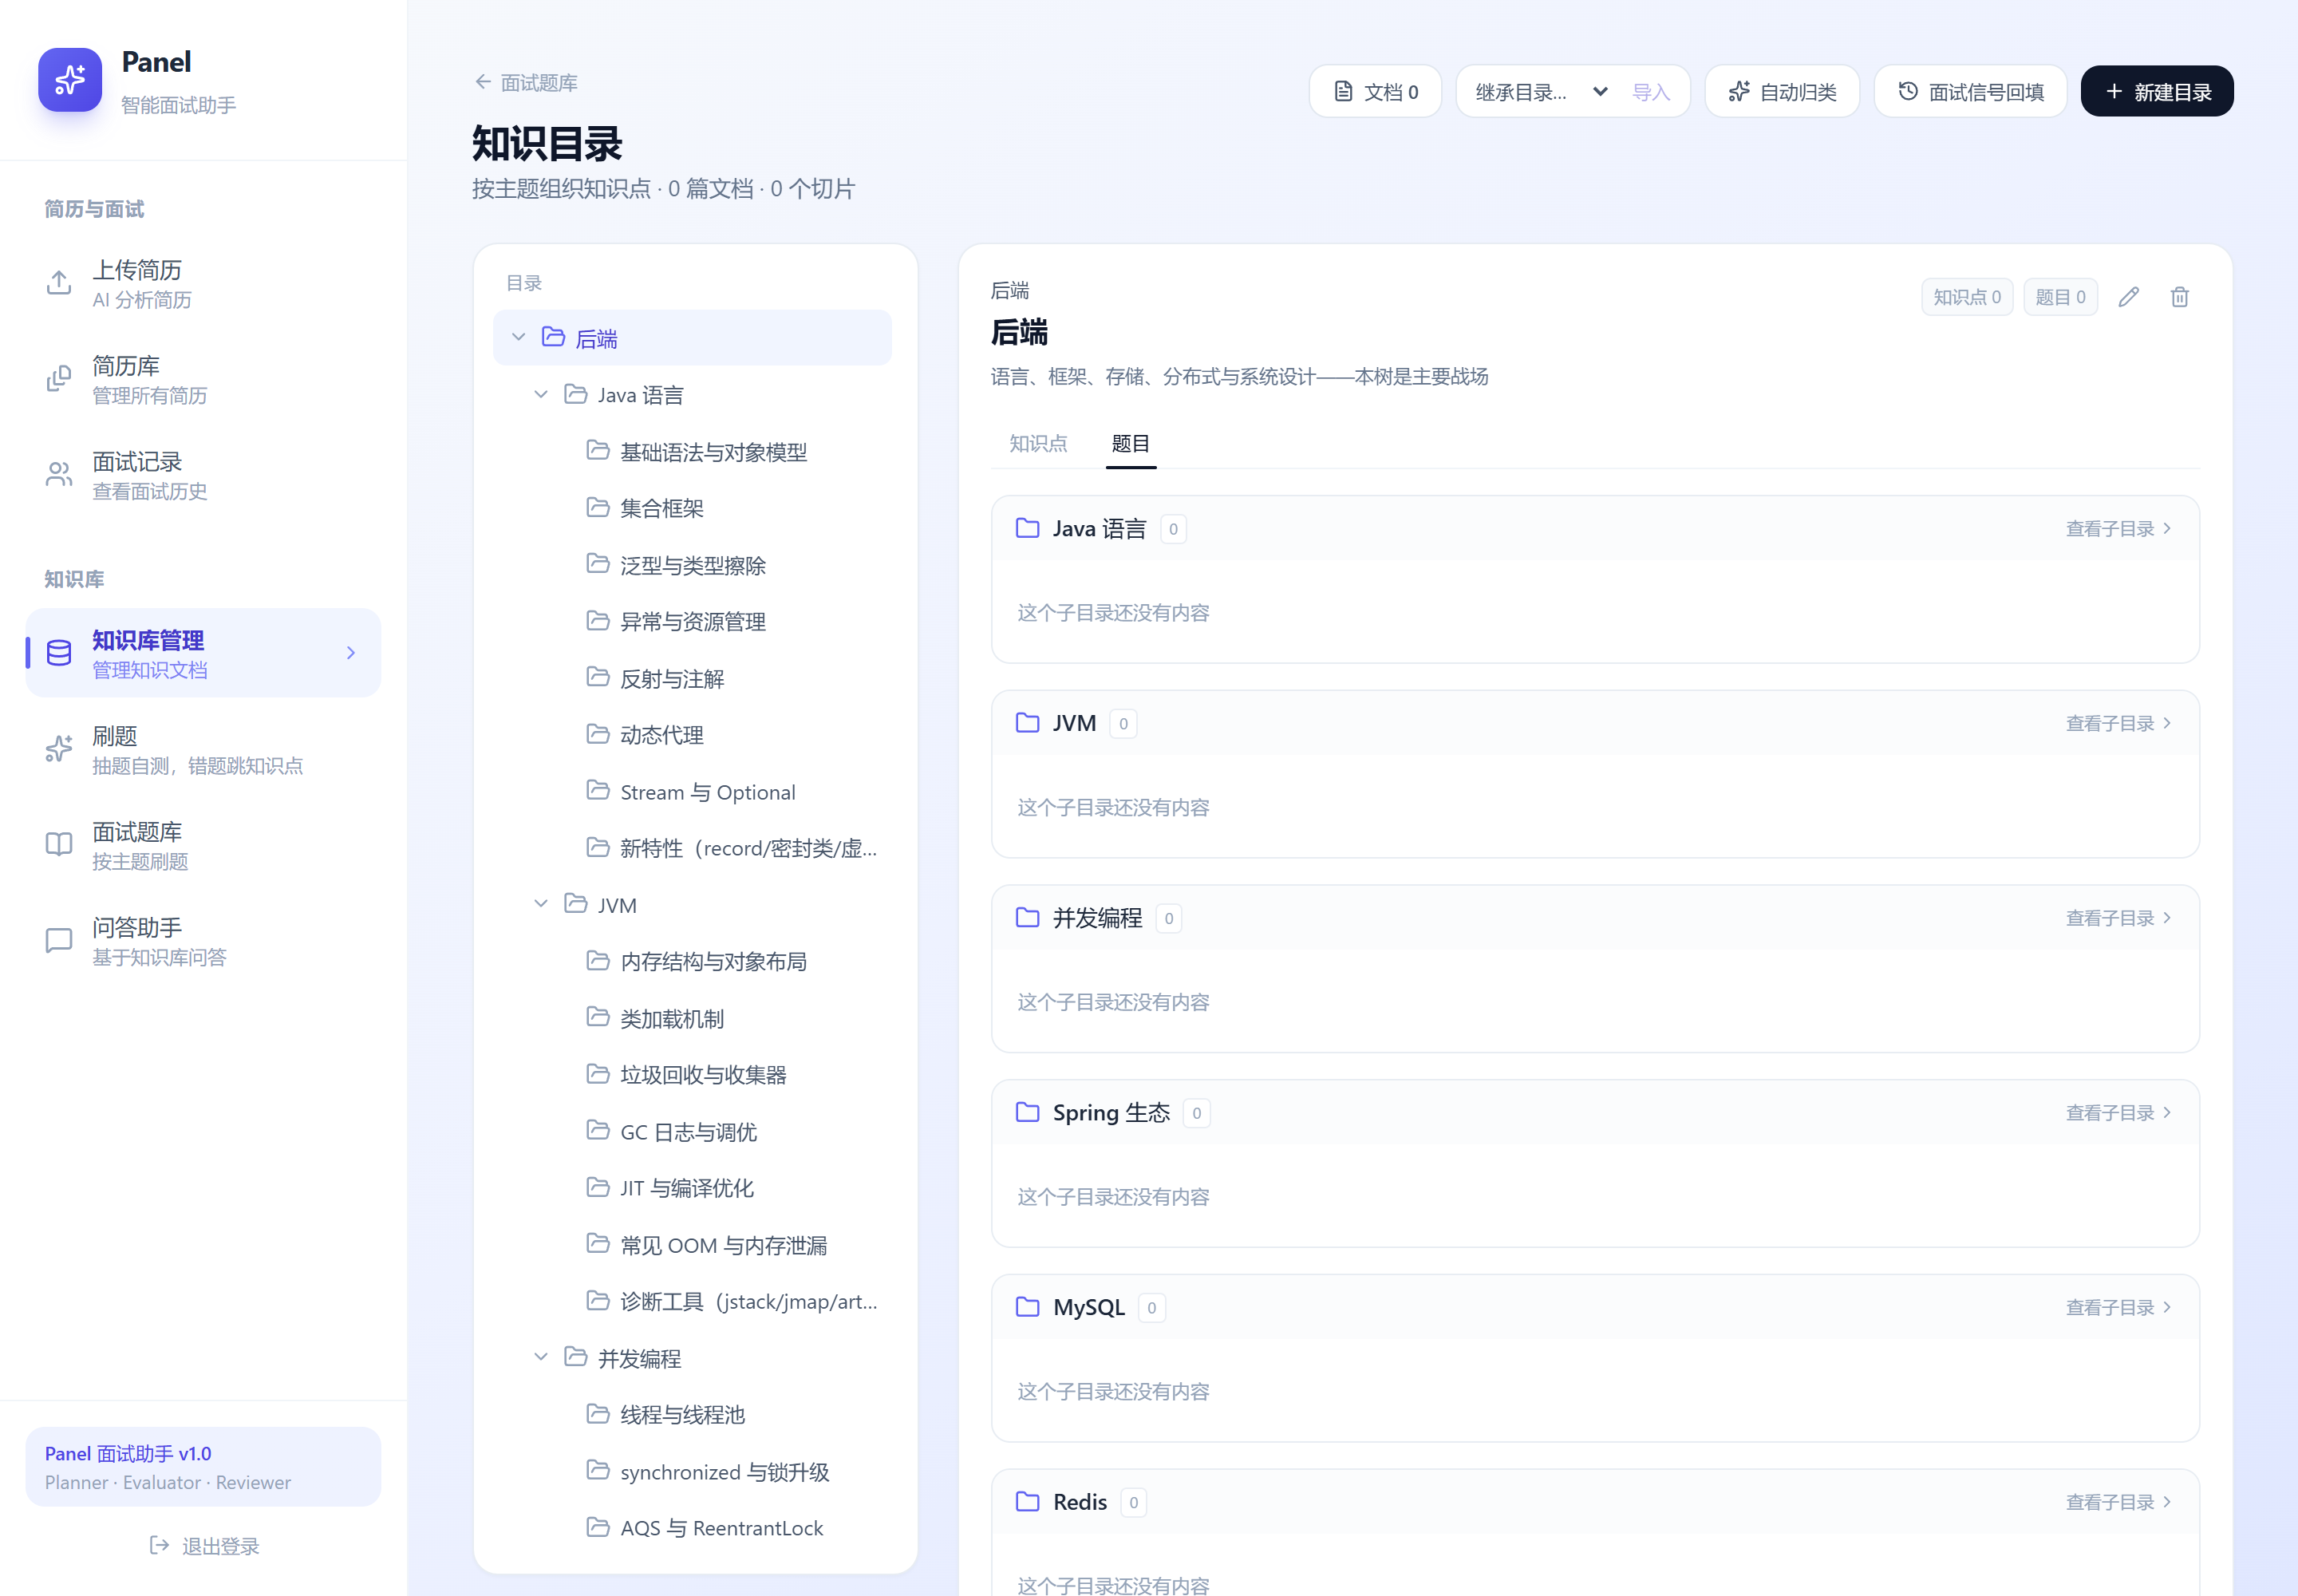 Panel
智能面试助手
简历与面试
上传简历
AI 分析简历
简历库
管理所有简历
面试记录
查看面试历史
知识库
知识库管理
管理知识文档
刷题
抽题自测，错题跳知识点
面试题库
按主题刷题
问答助手
基于知识库问答
Panel 面试助手 v1.0
Planner · Evaluator · Reviewer
退出登录
面试题库
知识目录
按主题组织知识点 · 0 篇文档 · 0 个切片
文档 0
继承目录... 导入
自动归类
面试信号回填
新建目录
目录
后端
Java 语言
基础语法与对象模型
集合框架
泛型与类型擦除
异常与资源管理
反射与注解
动态代理
Stream 与 Optional
新特性（record/密封类/虚...
JVM
内存结构与对象布局
类加载机制
垃圾回收与收集器
GC 日志与调优
JIT 与编译优化
常见 OOM 与内存泄漏
诊断工具（jstack/jmap/art...
并发编程
线程与线程池
synchronized 与锁升级
AQS 与 ReentrantLock
后端
知识点 0 题目 0
后端
语言、框架、存储、分布式与系统设计——本树是主要战场
知识点 题目
Java 语言 0 查看子目录
这个子目录还没有内容
JVM 0 查看子目录
这个子目录还没有内容
并发编程 0 查看子目录
这个子目录还没有内容
Spring 生态 0 查看子目录
这个子目录还没有内容
MySQL 0 查看子目录
这个子目录还没有内容
Redis 0 查看子目录
这个子目录还没有内容